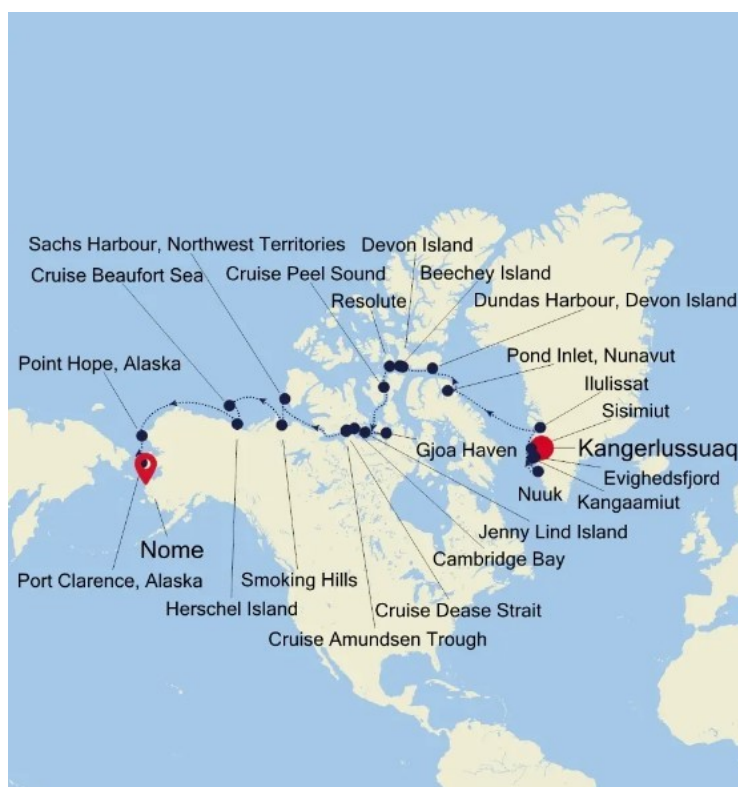 Sachs Harbour, Northwest Territories
Devon Island
Cruise Beaufort Sea
Cruise Peel Sound
Beechey Island
Resolute
Dundas Harbour, Devon Island
Point Hope, Alaska
Pond Inlet, Nunavut
Ilulissat
Sisimiut
Gjoa Haven
Kangerlussuaq
Evighedsfjord
Nuuk
Kangaamiut
Jenny Lind Island
Nome
Cambridge Bay
Port Clarence, Alaska
Smoking Hills
Herschel Island
Cruise Dease Strait
Cruise Amundsen Trough